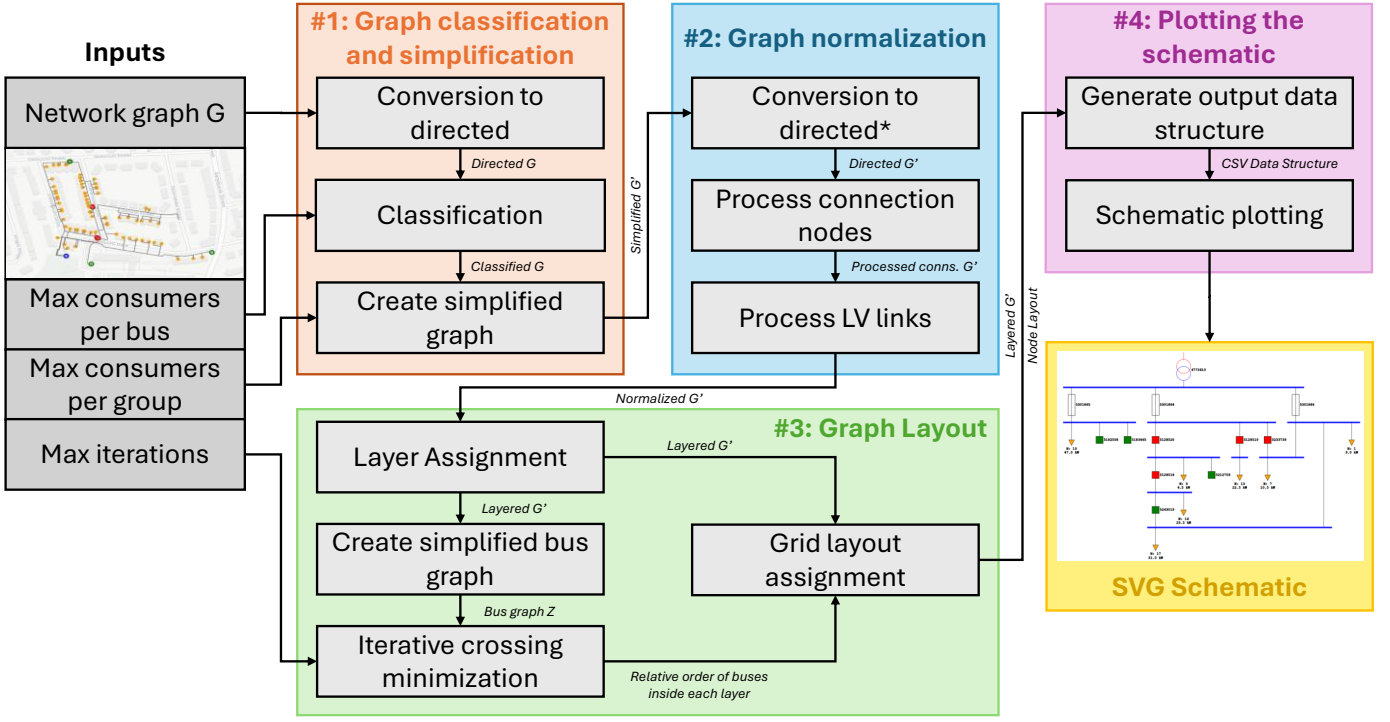 Inputs
Network graph G
Max consumers
per bus
Max consumers
per group
Max iterations
#1: Graph classification
and simplification
Conversion to
directed
Directed G
Classification
Classified G
Create simplified
graph
Simplified G'
#2: Graph normalization
Conversion to
directed*
Directed G'
Process connection
nodes
Processed conns. G'
Process LV links
Normalized G'
#3: Graph Layout
Layer Assignment
Layered G'
Layered G'
Create simplified bus
graph
Bus graph Z
Iterative crossing
minimization
Relative order of buses
inside each layer
Grid layout
assignment
Layered G'
Node Layout
#4: Plotting the
schematic
Generate output data
structure
CSV Data Structure
Schematic plotting
SVG Schematic